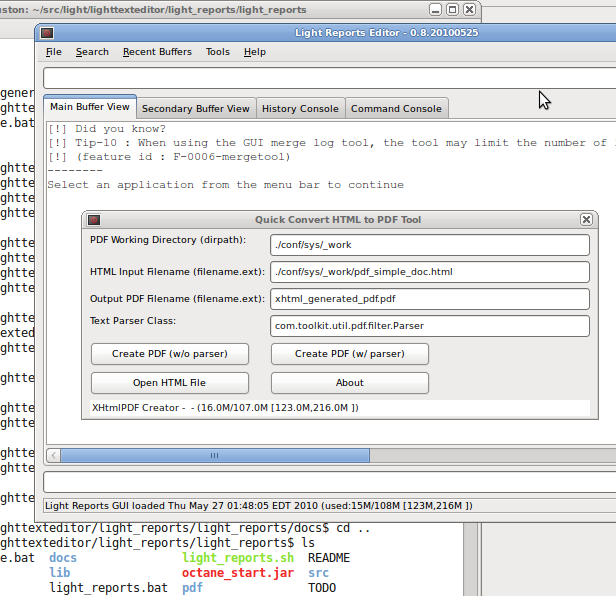 ston: ~/src/light/lighttexteditor/light_reports/light_reports
Light Reports Editor - 0.8.20100525
File Search Recent Buffers Tools Help
gener
ghtte
e.bat
Main Buffer View Secondary Buffer View History Console Command Console
[!] Did you know?
[!] Tip-10 : When using the GUI merge log tool, the tool may limit the number of
[!] (feature id : F-0006-mergetool)
--------
Select an application from the menu bar to continue
ghtte
ghtte
ghtte
ghtte
Quick Convert HTML to PDF Tool
PDF Working Directory (dirpath): ./conf/sys/_work
HTML Input Filename (filename.ext): ./conf/sys/_work/pdf_simple_doc.html
Output PDF Filename (filename.ext): xhtml_generated_pdf.pdf
Text Parser Class: com.toolkit.util.pdf.filter.Parser
Create PDF (w/o parser) Create PDF (w/ parser)
Open HTML File About
XHtmlPDF Creator - - (16.0M/107.0M [123.0M,216.0M ])
ghtte
ghtte
ghtte
ghtte
ghtte
ghtte
exted
ghtte
ghtte
ghtte
ghtte
ghtte
ghtte
ghtte
Light Reports GUI loaded Thu May 27 01:48:05 EDT 2010 (used:15M/108M [123M,216M ])
ghttexteditor/light_reports/light_reports/docs$ cd ..
ghttexteditor/light_reports/light_reports$ ls
e.bat docs light_reports.sh README
lib octane_start.jar src
light_reports.bat pdf TODO